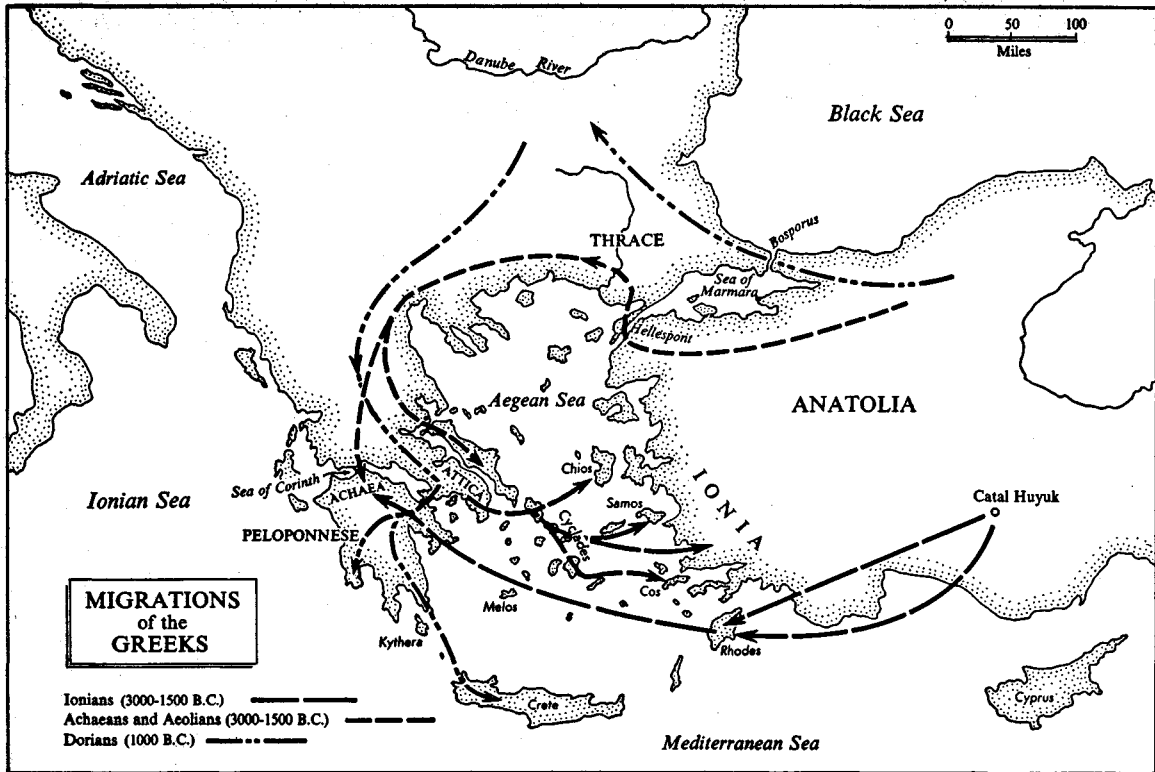 0 50 100
Miles
Danube River
Black Sea
Adriatic Sea
Bosporus
THRACE
Sea of
Marmara
Hellespont
Aegean Sea
ANATOLIA
Chios
IONIA
Sea of Corinth
ACHAEA
ATTICA
Ionian Sea
Samos
Catal Huyuk
Cyclades
PELOPONNESE
Cos
Melos
Kythera
Rhodes
Crete
Cyprus
MIGRATIONS
of the
GREEKS
Ionians (3000-1500 B.C.)
Achaeans and Aeolians (3000-1500 B.C.)
Dorians (1000 B.C.)
Mediterranean Sea